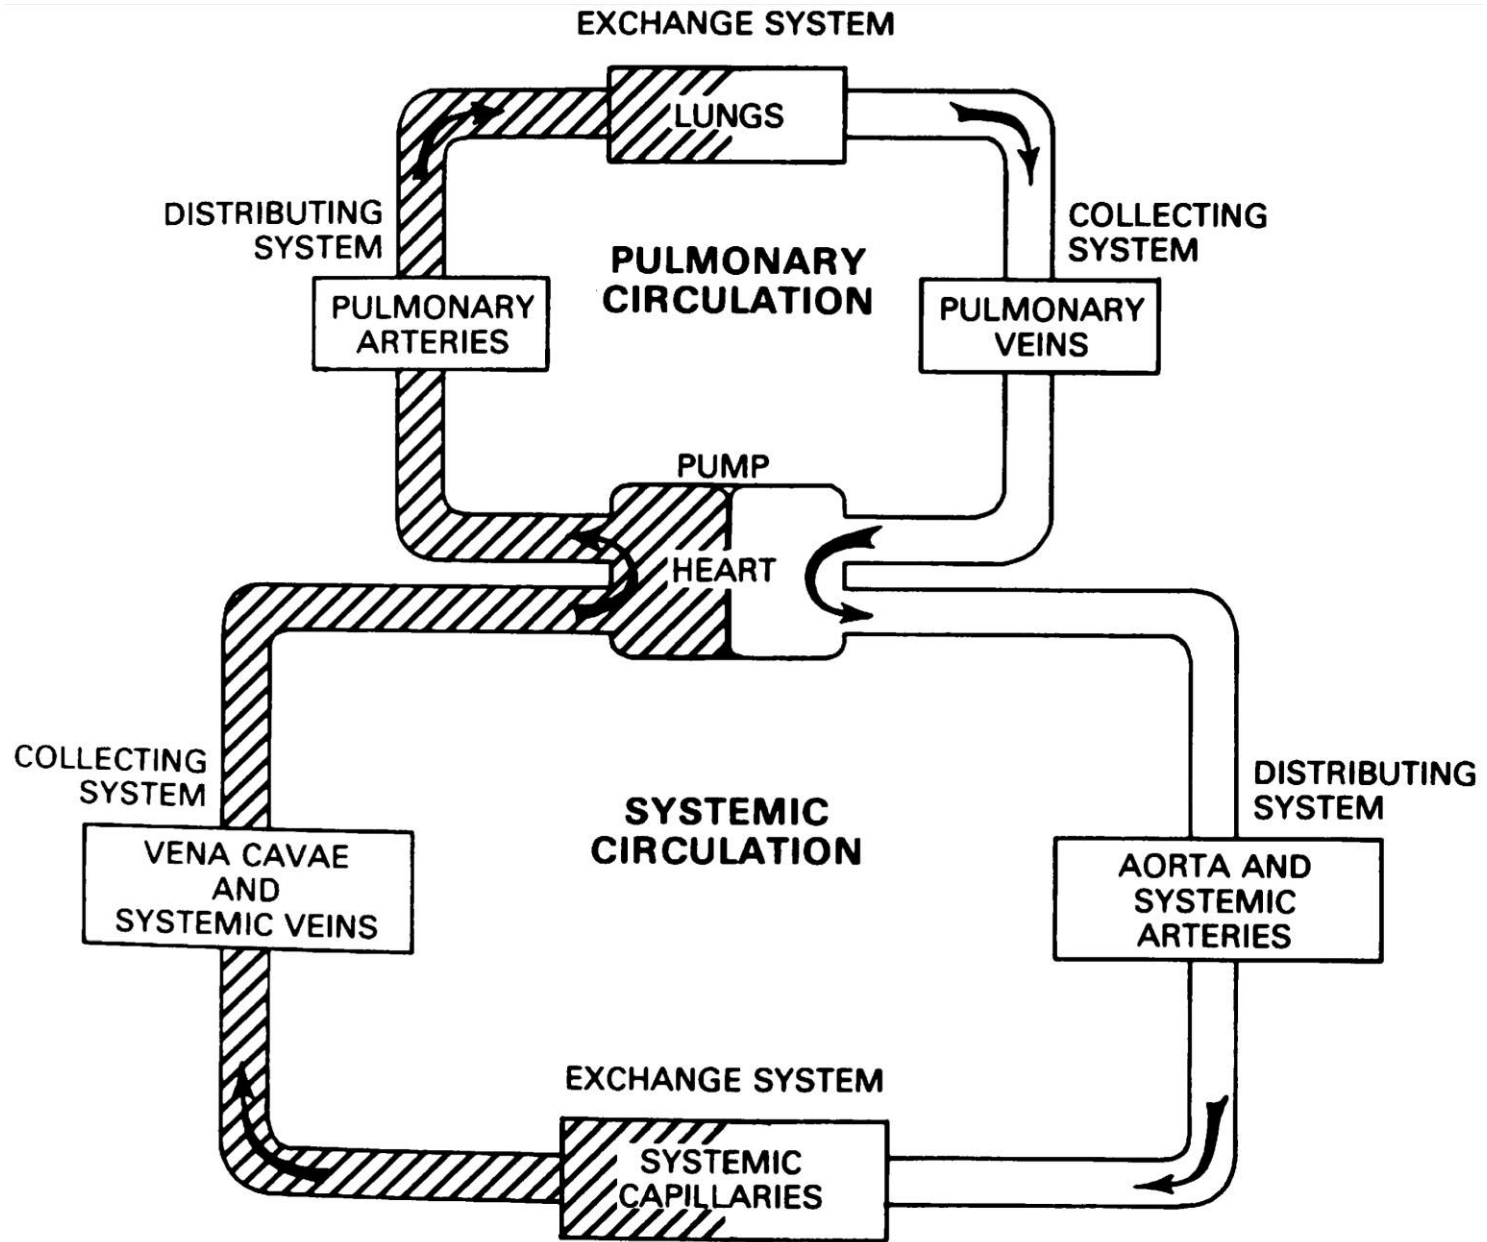 EXCHANGE SYSTEM
LUNGS
DISTRIBUTING
SYSTEM
COLLECTING
SYSTEM
PULMONARY
CIRCULATION
PULMONARY
ARTERIES
PULMONARY
VEINS
PUMP
HEART
COLLECTING
SYSTEM
DISTRIBUTING
SYSTEM
SYSTEMIC
CIRCULATION
VENA CAVAE
AND
SYSTEMIC VEINS
AORTA AND
SYSTEMIC
ARTERIES
EXCHANGE SYSTEM
SYSTEMIC
CAPILLARIES